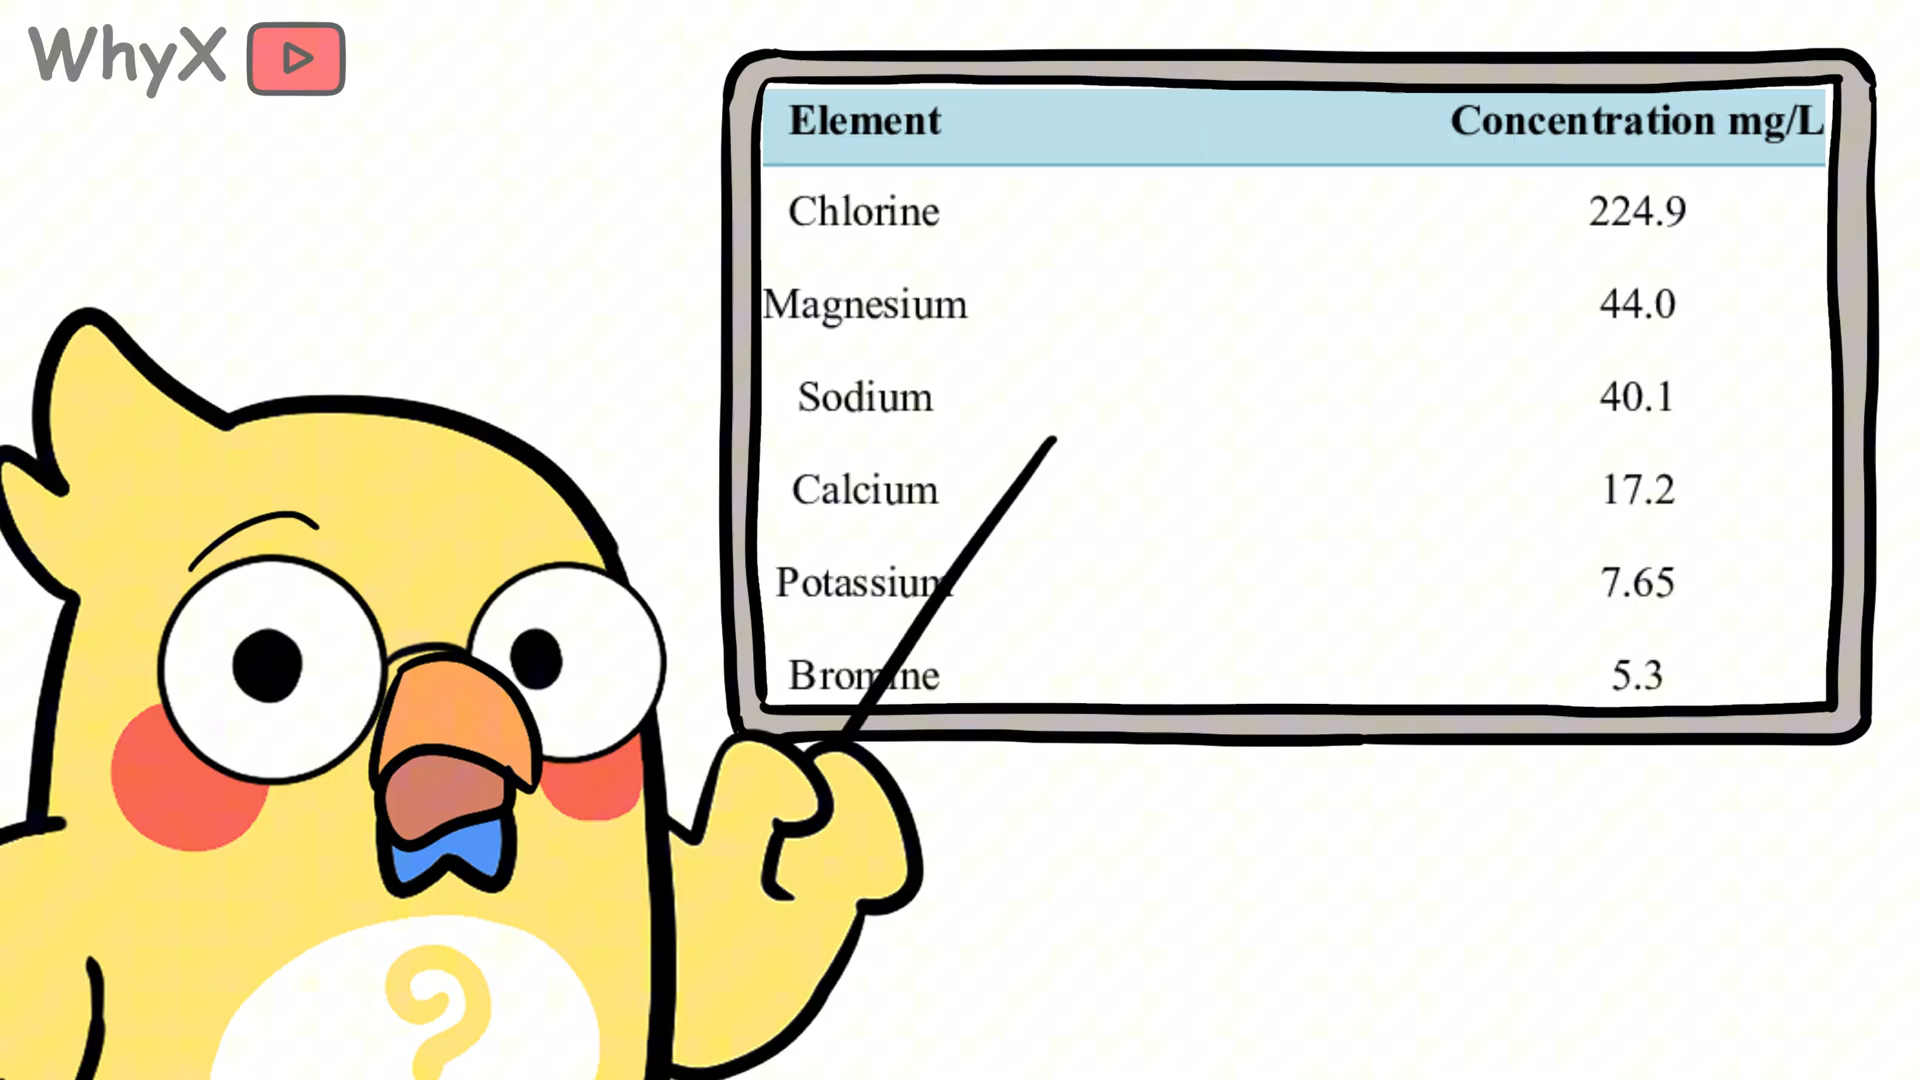 WhyX
Element Concentration mg/L
Chlorine 224.9
Magnesium 44.0
Sodium 40.1
Calcium 17.2
Potassium 7.65
Bromine 5.3
?